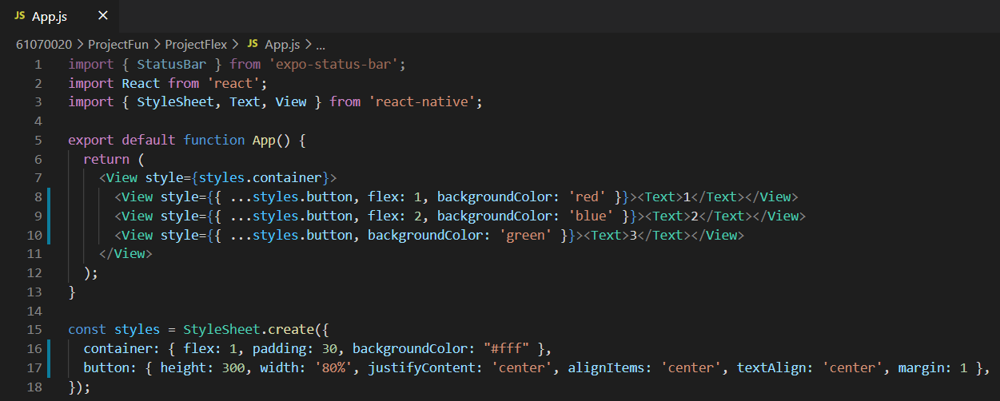 JS App.js ×
61070020 > ProjectFun > ProjectFlex > JS App.js > ...
1 import { StatusBar } from 'expo-status-bar';
2 import React from 'react';
3 import { StyleSheet, Text, View } from 'react-native';
4
5 export default function App() {
6   return (
7     <View style={styles.container}>
8       <View style={{ ...styles.button, flex: 1, backgroundColor: 'red' }}><Text>1</Text></View>
9       <View style={{ ...styles.button, flex: 2, backgroundColor: 'blue' }}><Text>2</Text></View>
10       <View style={{ ...styles.button, backgroundColor: 'green' }}><Text>3</Text></View>
11     </View>
12   );
13 }
14
15 const styles = StyleSheet.create({
16   container: { flex: 1, padding: 30, backgroundColor: "#fff" },
17   button: { height: 300, width: '80%', justifyContent: 'center', alignItems: 'center', textAlign: 'center', margin: 1 },
18 });